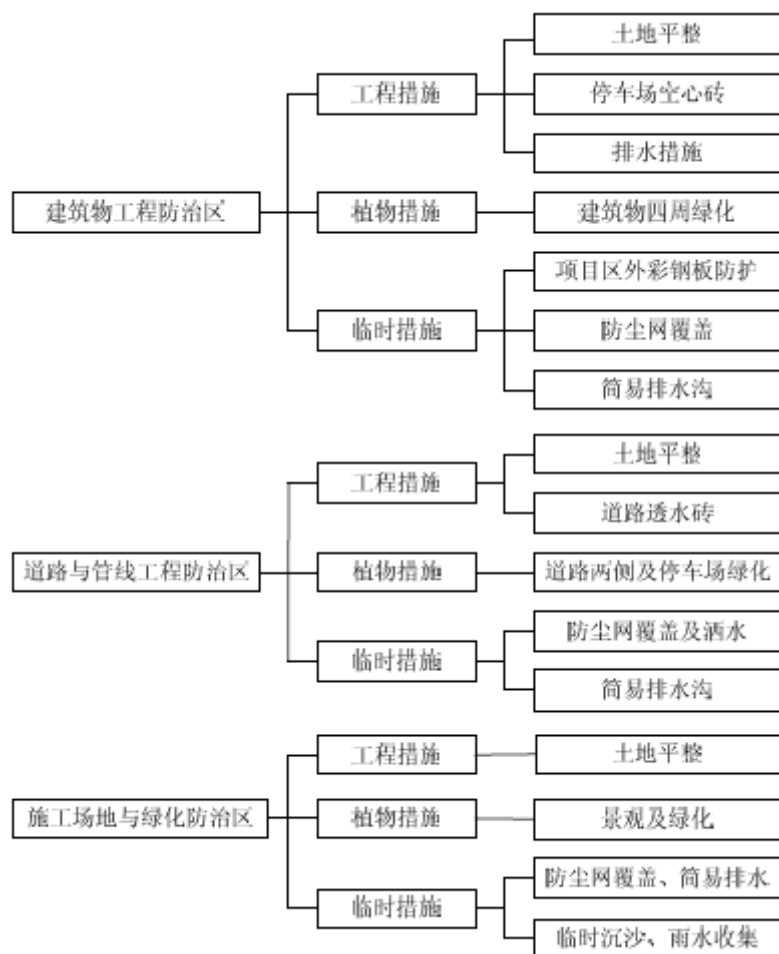 建筑物工程防治区
工程措施
土地平整
停车场空心砖
排水措施
植物措施
建筑物四周绿化
临时措施
项目区外彩钢板防护
防尘网覆盖
简易排水沟
道路与管线工程防治区
工程措施
土地平整
道路透水砖
植物措施
道路两侧及停车场绿化
临时措施
防尘网覆盖及洒水
简易排水沟
施工场地与绿化防治区
工程措施
土地平整
植物措施
景观及绿化
临时措施
防尘网覆盖、简易排水
临时沉沙、雨水收集